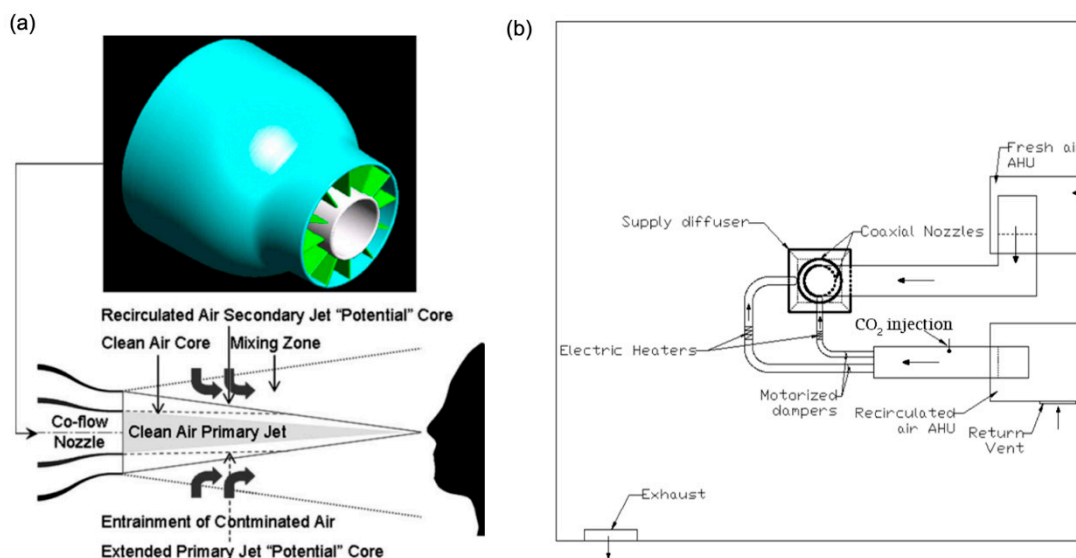 (a)
Recirculated Air Secondary Jet “Potential” Core
Clean Air Core
Mixing Zone
Co-flow
Nozzle
Clean Air Primary Jet
Entrainment of Contminated Air
Extended Primary Jet “Potential” Core
(b)
Fresh air
AHU
Supply diffuser
Coaxial Nozzles
CO2 injection
Electric Heaters
Motorized
dampers
Recirculated
air AHU
Return
Vent
Exhaust